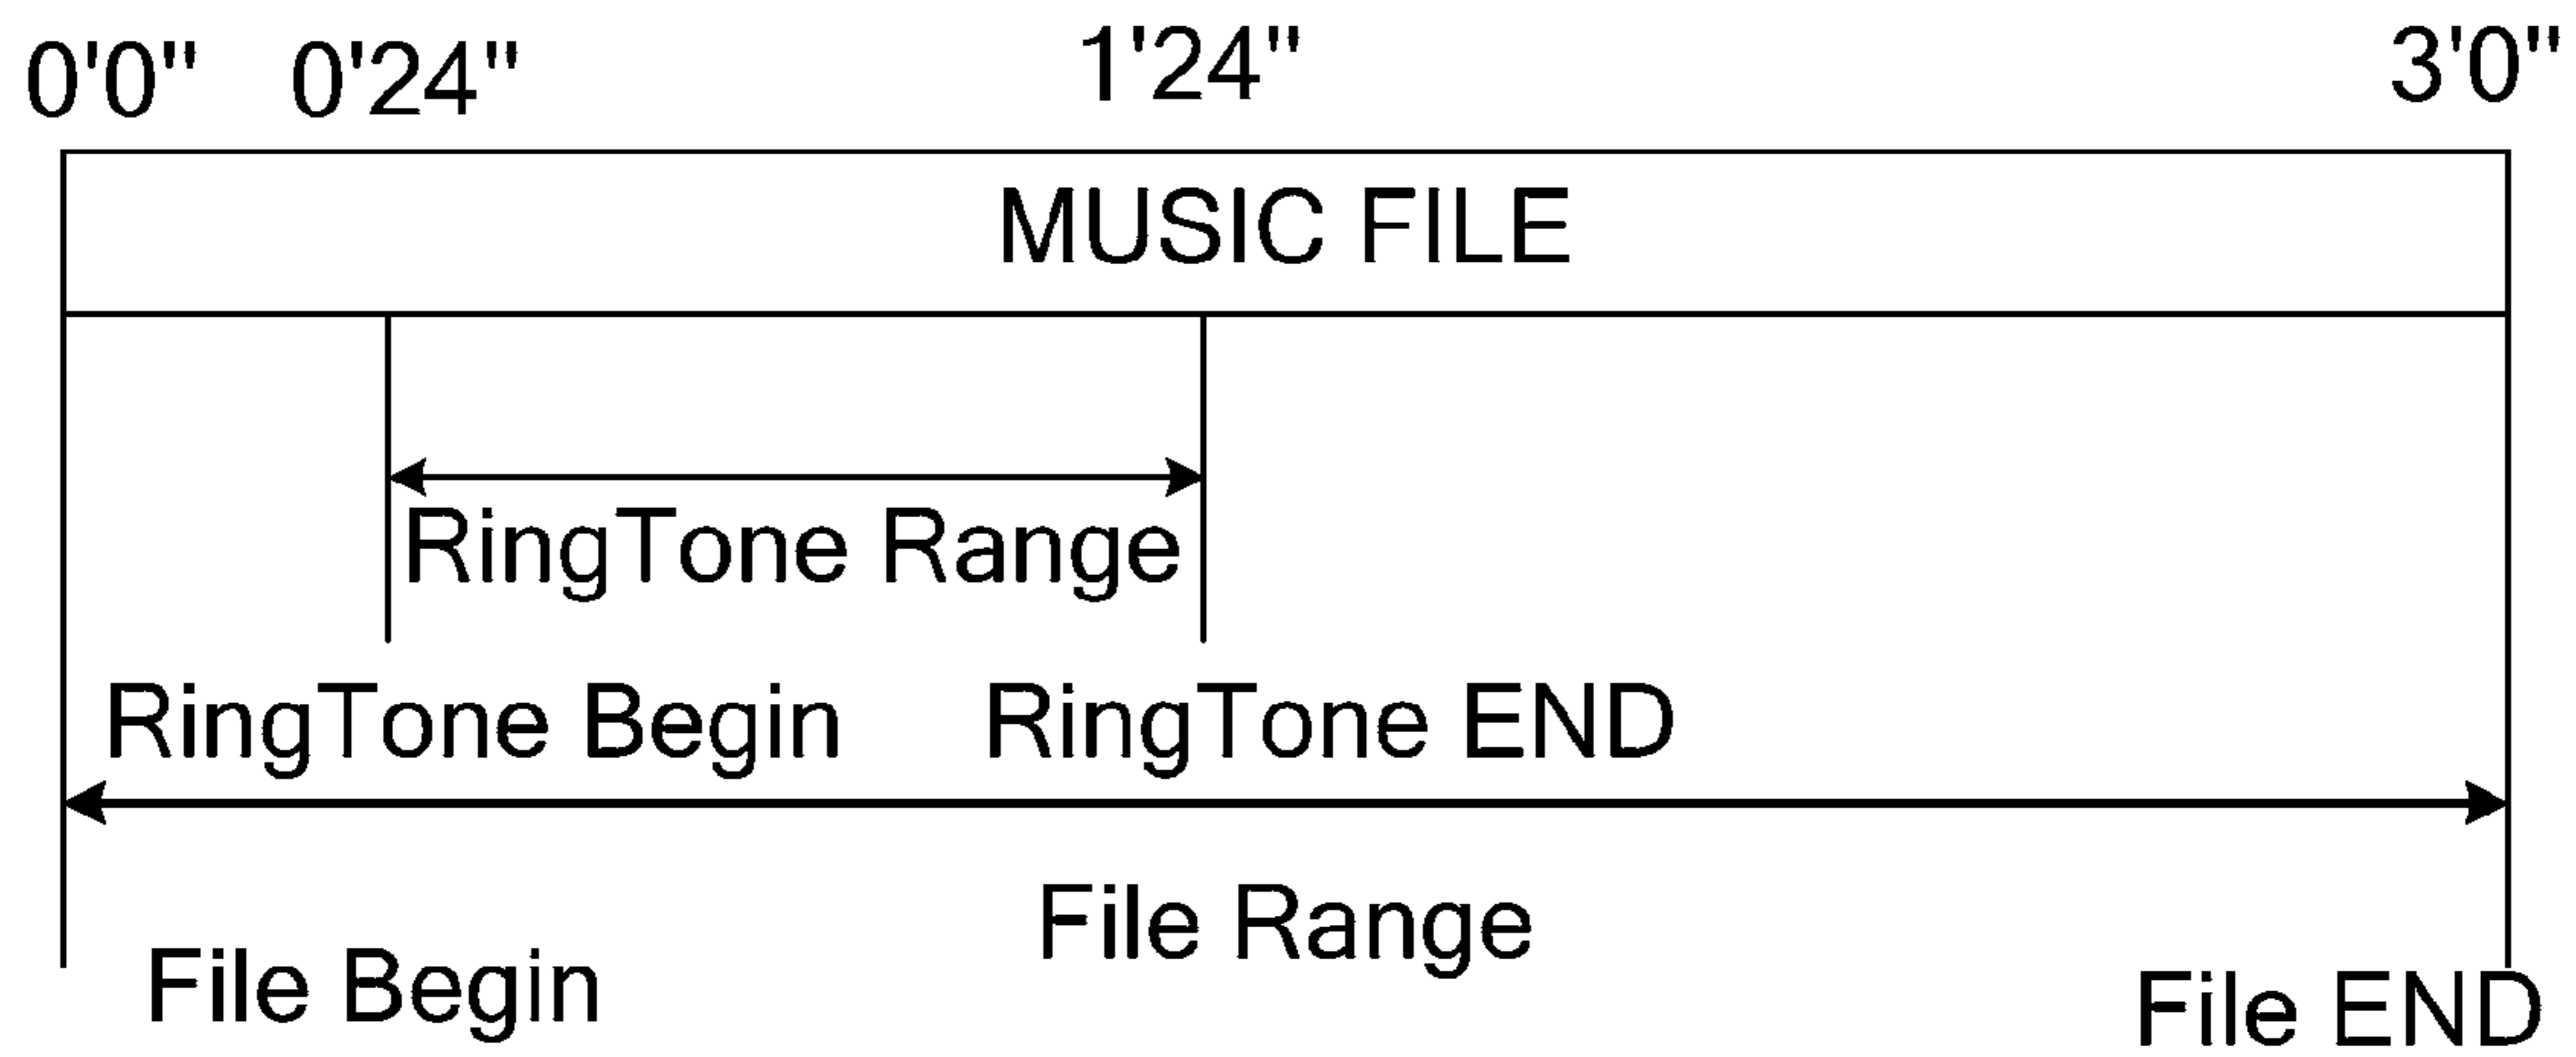 0'0" 0'24" 1'24" 3'0"
MUSIC FILE
RingTone Range
RingTone Begin RingTone END
File Range
File Begin File END